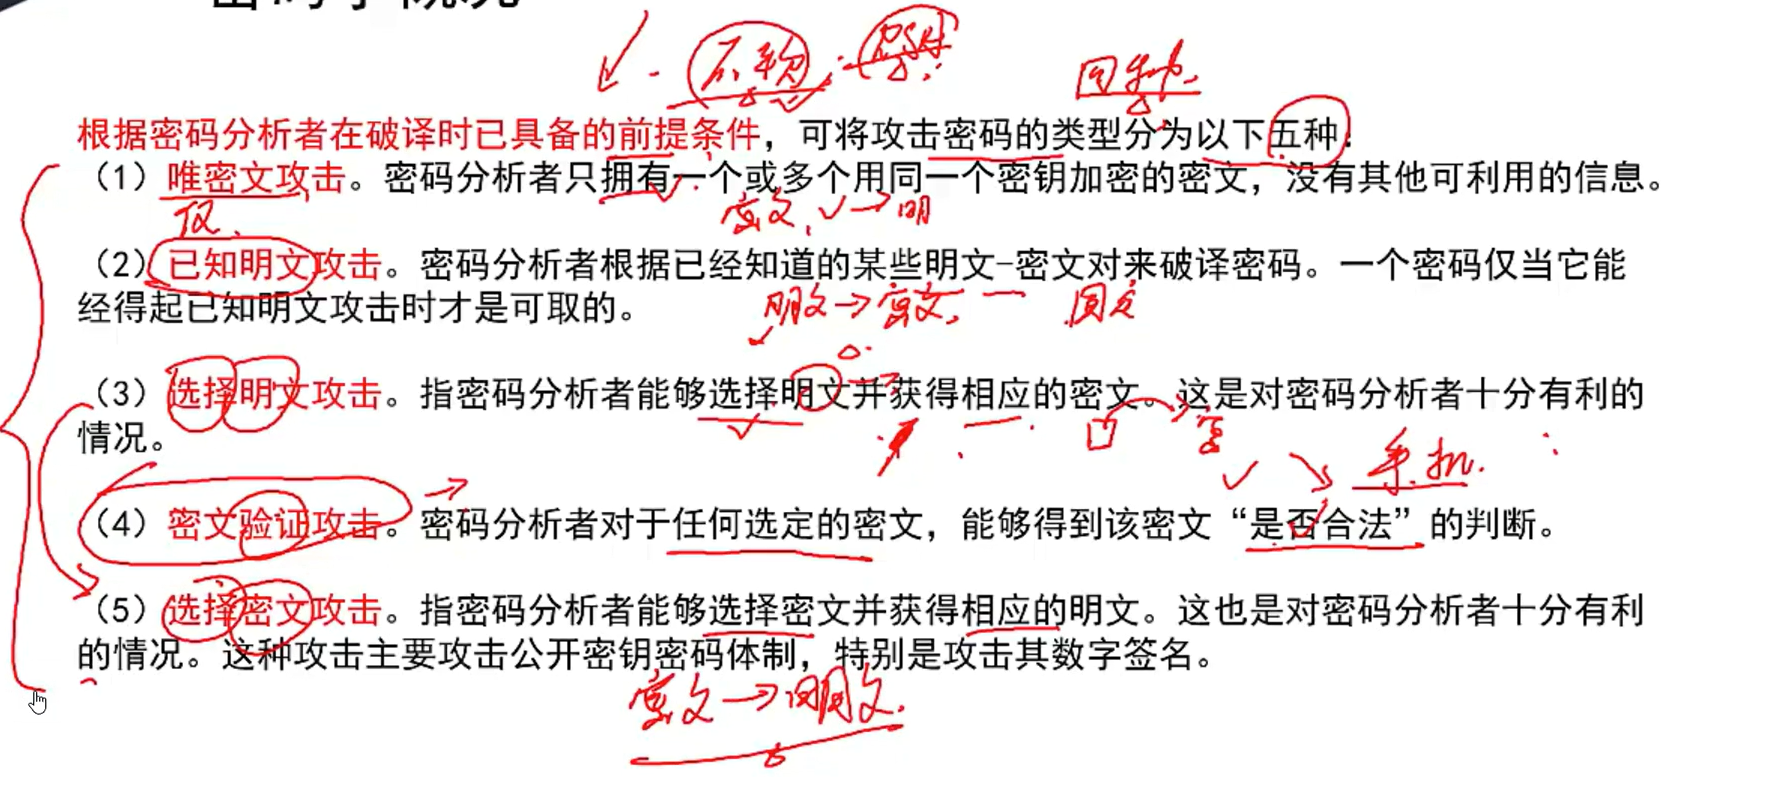 根据密码分析者在破译时已具备的前提条件，可将攻击密码的类型分为以下五种：
（1）唯密文攻击。密码分析者只拥有一个或多个用同一个密钥加密的密文，没有其他可利用的信息。
仅 密文，→明
（2）已知明文攻击。密码分析者根据已经知道的某些明文-密文对来破译密码。一个密码仅当它能
经得起已知明文攻击时才是可取的。
明文→密文， 固定
（3）选择明文攻击。指密码分析者能够选择明文并获得相应的密文。这是对密码分析者十分有利的
情况。
（4）密文验证攻击。密码分析者对于任何选定的密文，能够得到该密文“是否合法”的判断。
（5）选择密文攻击。指密码分析者能够选择密文并获得相应的明文。这也是对密码分析者十分有利
的情况。这种攻击主要攻击公开密钥密码体制，特别是攻击其数字签名。
密文→明文.